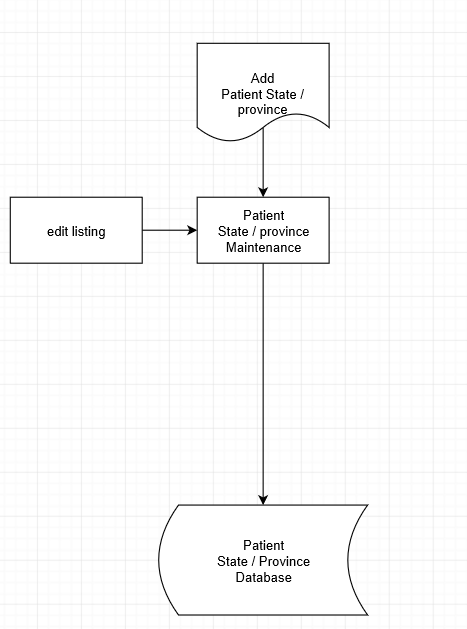 Add
Patient State /
province
edit listing
Patient
State / province
Maintenance
Patient
State / Province
Database